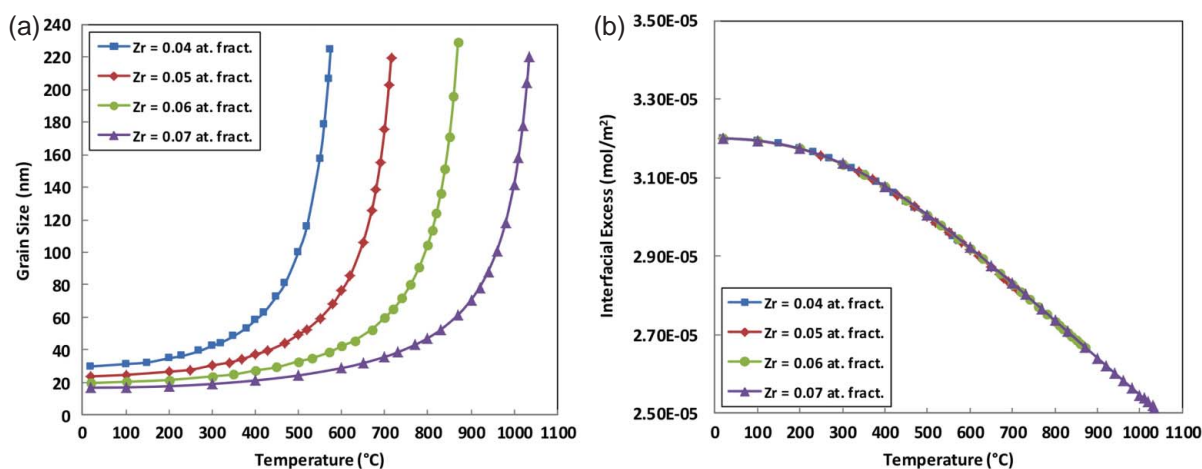 (a)
240
220
200
180
160
140
120
100
80
60
40
20
0
Grain Size (nm)
Zr = 0.04 at. fract.
Zr = 0.05 at. fract.
Zr = 0.06 at. fract.
Zr = 0.07 at. fract.
0 100 200 300 400 500 600 700 800 900 1000 1100
Temperature (°C)
(b)
3.50E-05
3.30E-05
3.10E-05
2.90E-05
2.70E-05
2.50E-05
Interfacial Excess (mol/m²)
Zr = 0.04 at. fract.
Zr = 0.05 at. fract.
Zr = 0.06 at. fract.
Zr = 0.07 at. fract.
0 100 200 300 400 500 600 700 800 900 1000 1100
Temperature (°C)